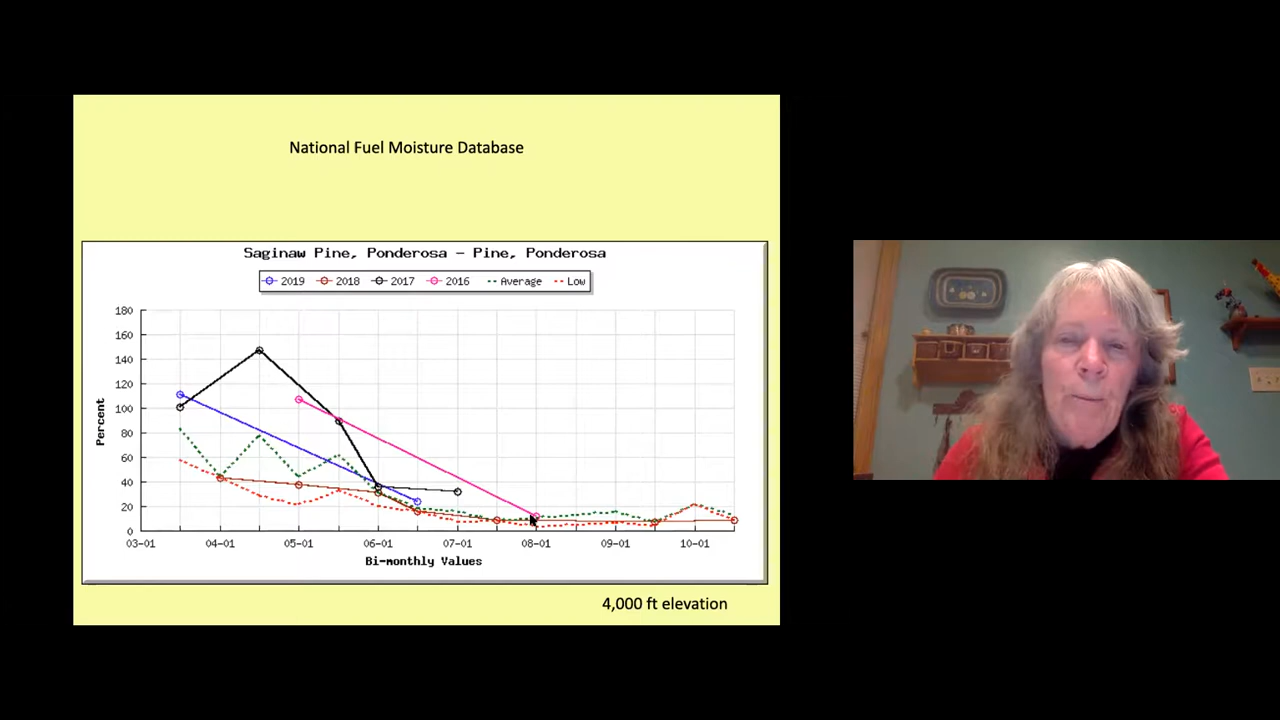 National Fuel Moisture Database
Saginaw Pine, Ponderosa - Pine, Ponderosa
2019 2018 2017 2016 Average Low
180
160
140
120
100
80
60
40
20
0
Percent
03-01 04-01 05-01 06-01 07-01 08-01 09-01 10-01
Bi-monthly Values
4,000 ft elevation